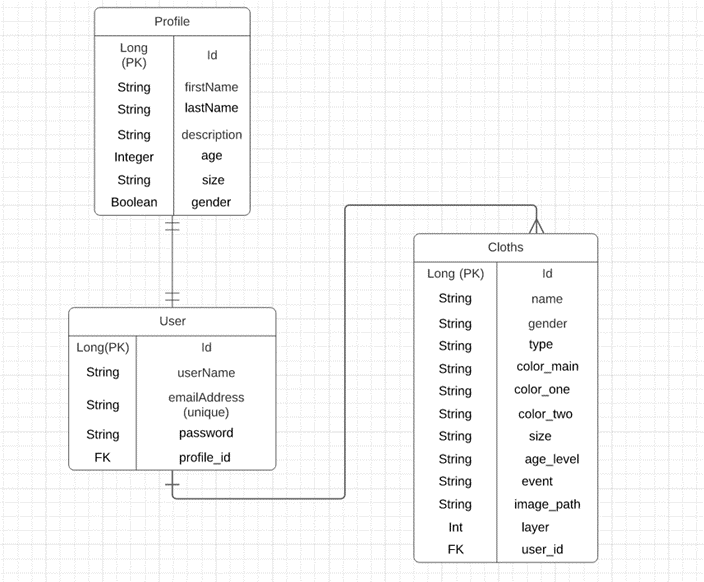 Profile
Long
(PK) Id
String firstName
String lastName
String description
Integer age
String size
Boolean gender
User
Long(PK) Id
String userName
String emailAddress
(unique)
String password
FK profile_id
Cloths
Long (PK) Id
String name
String gender
String type
String color_main
String color_one
String color_two
String size
String age_level
String event
String image_path
Int layer
FK user_id